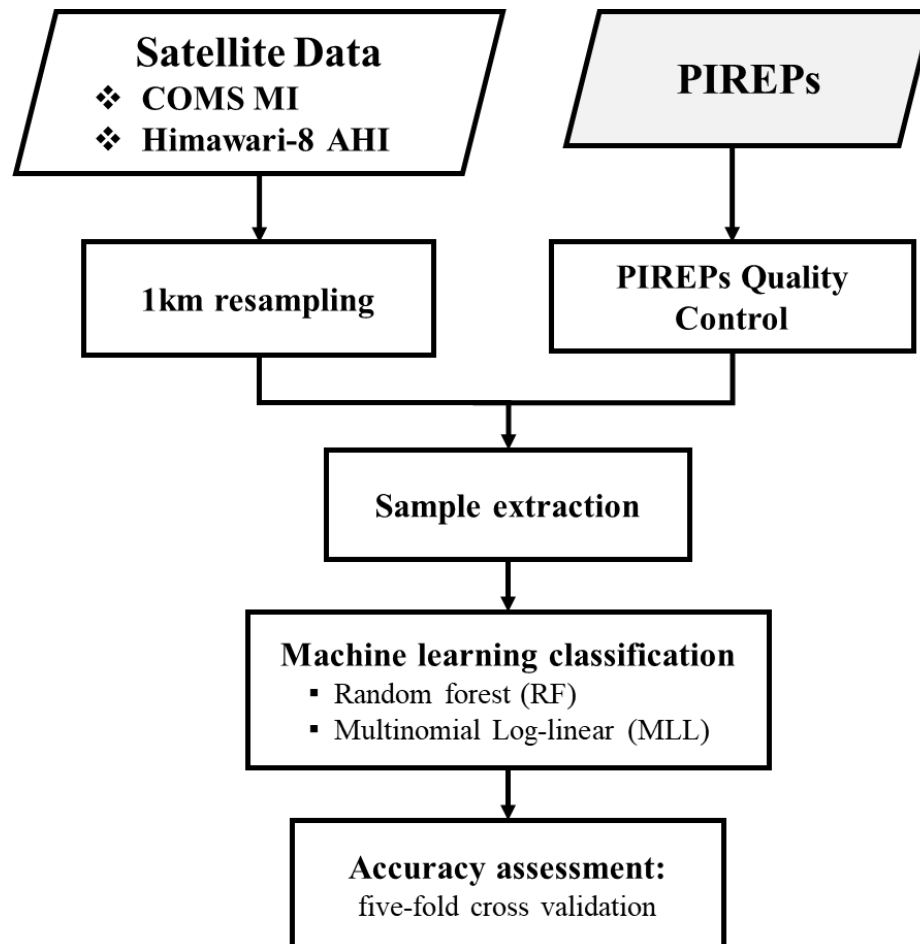 Satellite Data
❖ COMS MI
❖ Himawari-8 AHI
PIREPs
1km resampling
PIREPs Quality
Control
Sample extraction
Machine learning classification
▪ Random forest (RF)
▪ Multinomial Log-linear (MLL)
Accuracy assessment:
five-fold cross validation